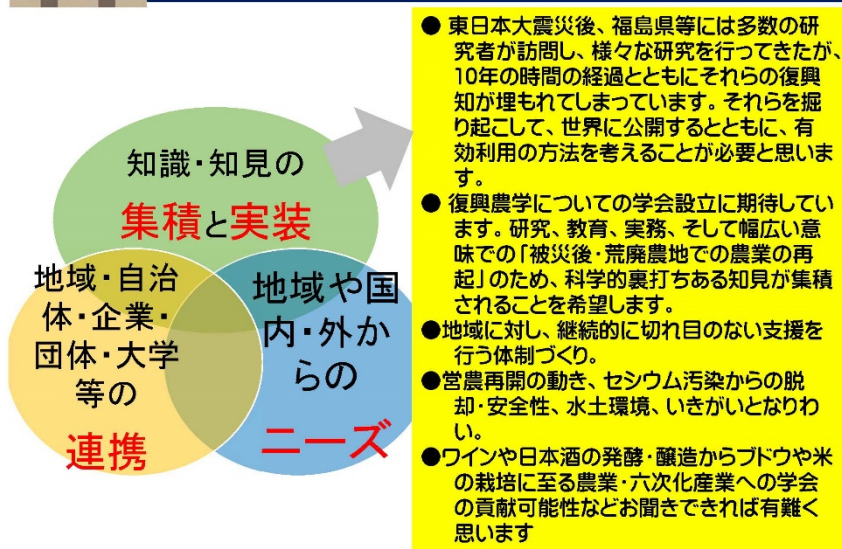 知識・知見の
集積と実装
地域・自治
体・企業・
団体・大学
等の
連携
地域や国
内・外か
らの
ニーズ
● 東日本大震災後、福島県等には多数の研
究者が訪問し、様々な研究を行ってきたが、
10年の時間の経過とともにそれらの復興
知が埋もれてしまっています。それらを掘
り起こして、世界に公開するとともに、有
効利用の方法を考えることが必要と思いま
す。
● 復興農学についての学会設立に期待してい
ます。研究、教育、実務、そして幅広い意
味での「被災後・荒廃農地での農業の再
起」のため、科学的裏打ちある知見が集積
されることを希望します。
●地域に対し、継続的に切れ目のない支援を
行う体制づくり。
●営農再開の動き、セシウム汚染からの脱
却・安全性、水土環境、いきがいとなりわ
い。
●ワインや日本酒の発酵・醸造からブドウや米
の栽培に至る農業・六次化産業への学会
の貢献可能性などお聞きできれば有難く
思います